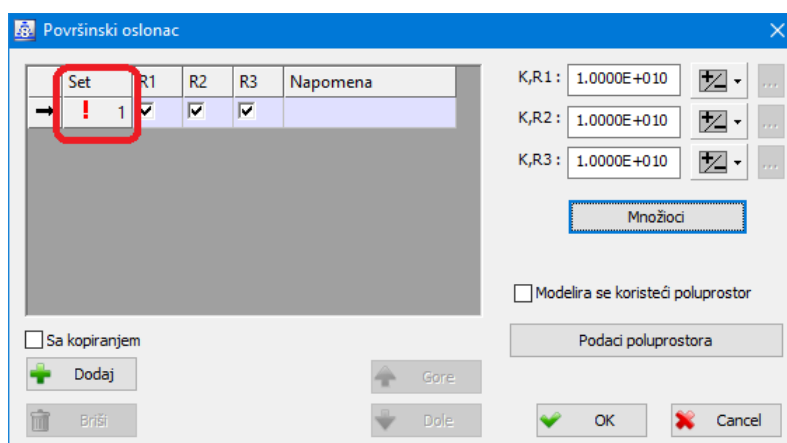 Površinski oslonac
Set R1 R2 R3 Napomena
! 1
K,R1: 1.0000E+010 +/- ...
K,R2: 1.0000E+010 +/- ...
K,R3: 1.0000E+010 +/- ...
Množioci
Modelira se koristeći poluprostor
Podaci poluprostora
Sa kopiranjem
Dodaj
Gore
Briši
Dole
OK
Cancel